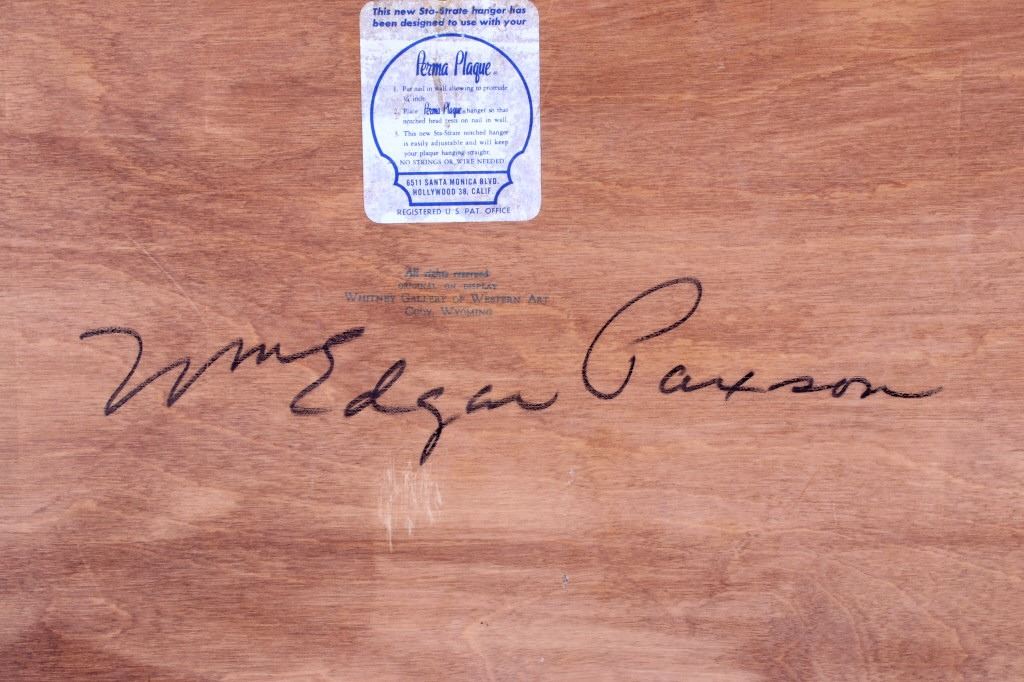 This new Sta-Strate hanger has
been designed to use with your
Perma Plaque
1. Put nail in wall allowing to protrude
¼ inch.
2. Place Perma Plaque hanger so that
notched head rests on nail in wall.
3. This new Sta-Strate notched hanger
is easily adjustable and will keep
your plaque hanging straight.
NO STRINGS OR WIRE NEEDED
6511 SANTA MONICA BLVD.
HOLLYWOOD 38, CALIF.
REGISTERED U S. PAT. OFFICE
All rights reserved
ORIGINAL ON DISPLAY
WHITNEY GALLERY OF WESTERN ART
CODY, WYOMING
Wm Edgar Paxson